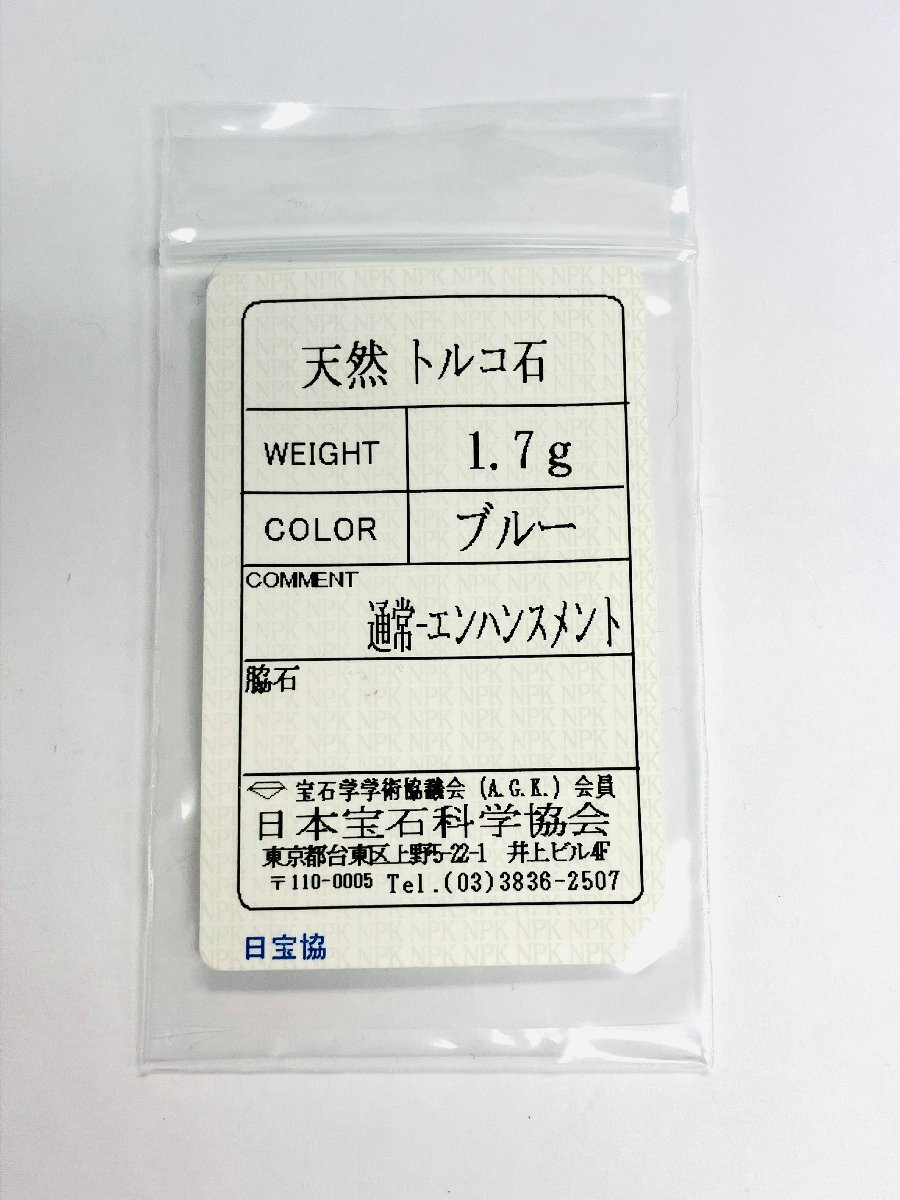 天然 トルコ石
WEIGHT 1.7g
COLOR ブルー
COMMENT
通常-エンハンスメント
脇石
宝石学学術協議会 (A.G.K.) 会員
日本宝石科学協会
東京都台東区上野5-22-1 井上ビル4F
〒110-0005 Tel.(03)3836-2507
日宝協